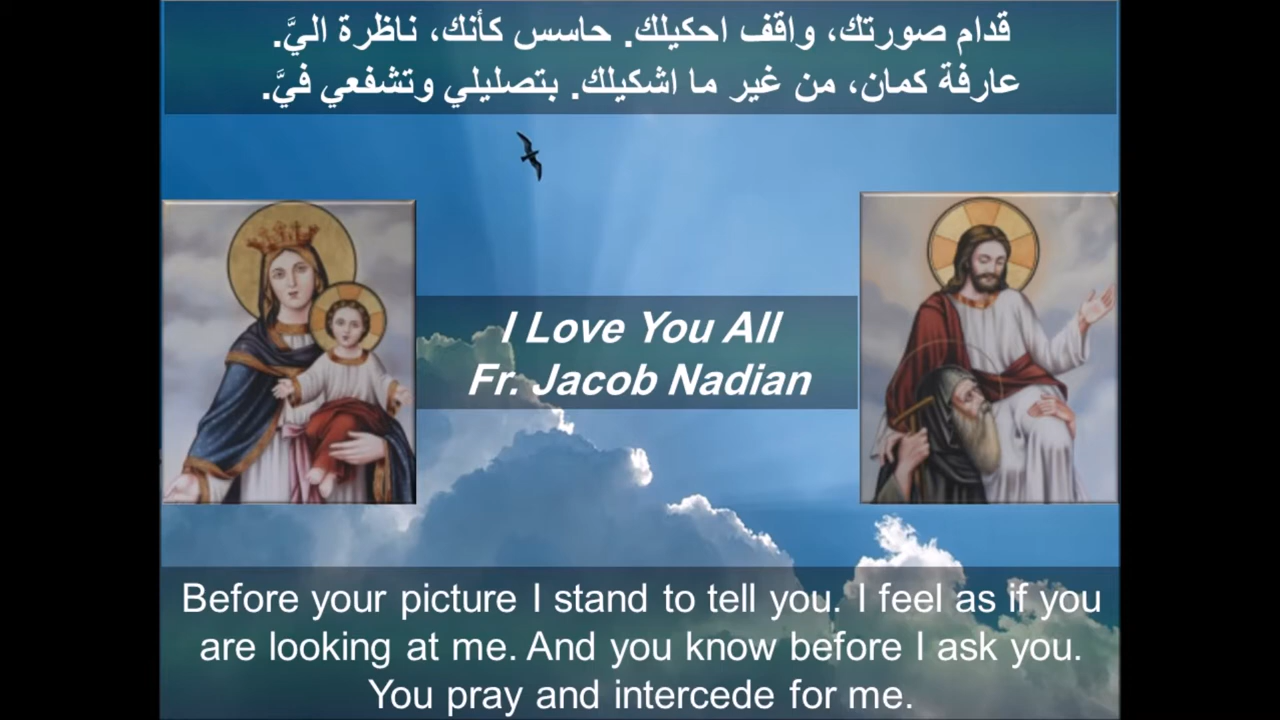 قدام صورتك، واقف احكيلك. حاسس كأنك، ناظرة اليَّ.
عارفة كمان، من غير ما اشكيلك. بتصليلي وتشفعي فيَّ.
I Love You All
Fr. Jacob Nadian
Before your picture I stand to tell you. I feel as if you
are looking at me. And you know before I ask you.
You pray and intercede for me.